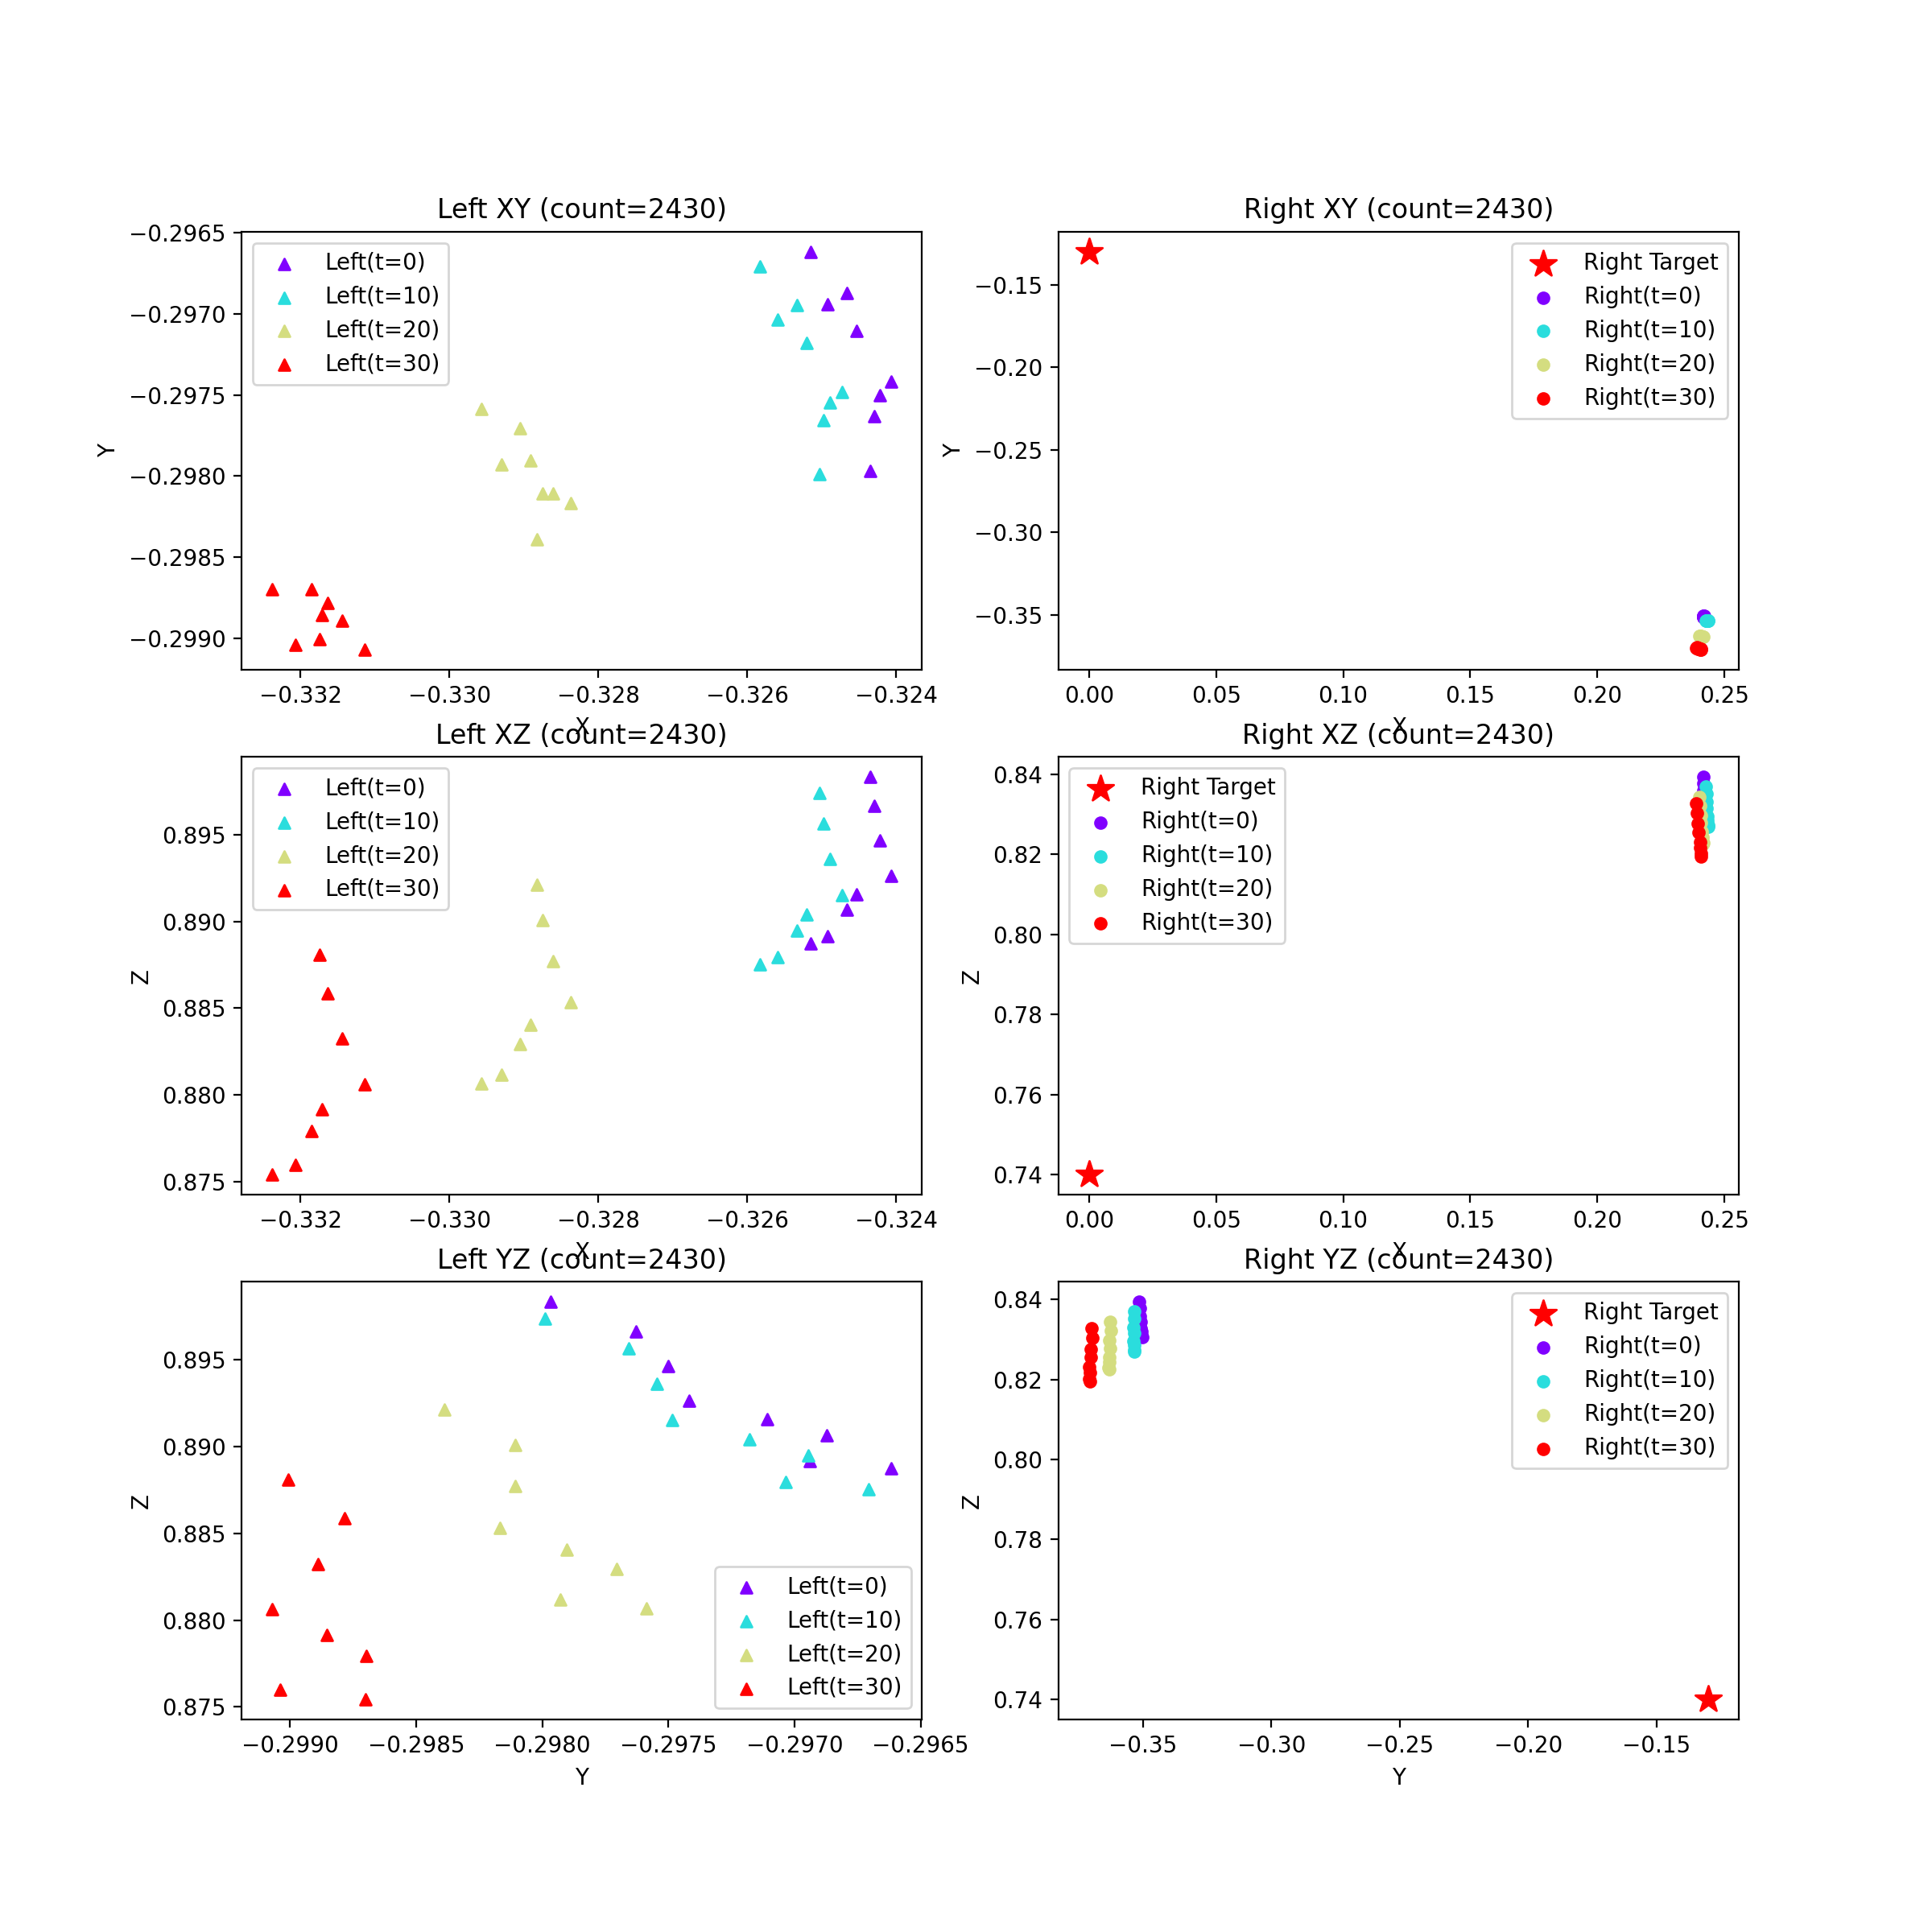 Left XY (count=2430)
Y
−0.2965
−0.2970
−0.2975
−0.2980
−0.2985
−0.2990
Left(t=0)
Left(t=10)
Left(t=20)
Left(t=30)
−0.332
−0.330
−0.328
−0.326
−0.324
X
Right XY (count=2430)
Y
−0.15
−0.20
−0.25
−0.30
−0.35
Right Target
Right(t=0)
Right(t=10)
Right(t=20)
Right(t=30)
0.00
0.05
0.10
0.15
0.20
0.25
X
Left XZ (count=2430)
Z
0.895
0.890
0.885
0.880
0.875
Left(t=0)
Left(t=10)
Left(t=20)
Left(t=30)
−0.332
−0.330
−0.328
−0.326
−0.324
X
Right XZ (count=2430)
Z
0.84
0.82
0.80
0.78
0.76
0.74
Right Target
Right(t=0)
Right(t=10)
Right(t=20)
Right(t=30)
0.00
0.05
0.10
0.15
0.20
0.25
X
Left YZ (count=2430)
Z
0.895
0.890
0.885
0.880
0.875
Left(t=0)
Left(t=10)
Left(t=20)
Left(t=30)
−0.2990
−0.2985
−0.2980
−0.2975
−0.2970
−0.2965
Y
Right YZ (count=2430)
Z
0.84
0.82
0.80
0.78
0.76
0.74
Right Target
Right(t=0)
Right(t=10)
Right(t=20)
Right(t=30)
−0.35
−0.30
−0.25
−0.20
−0.15
Y